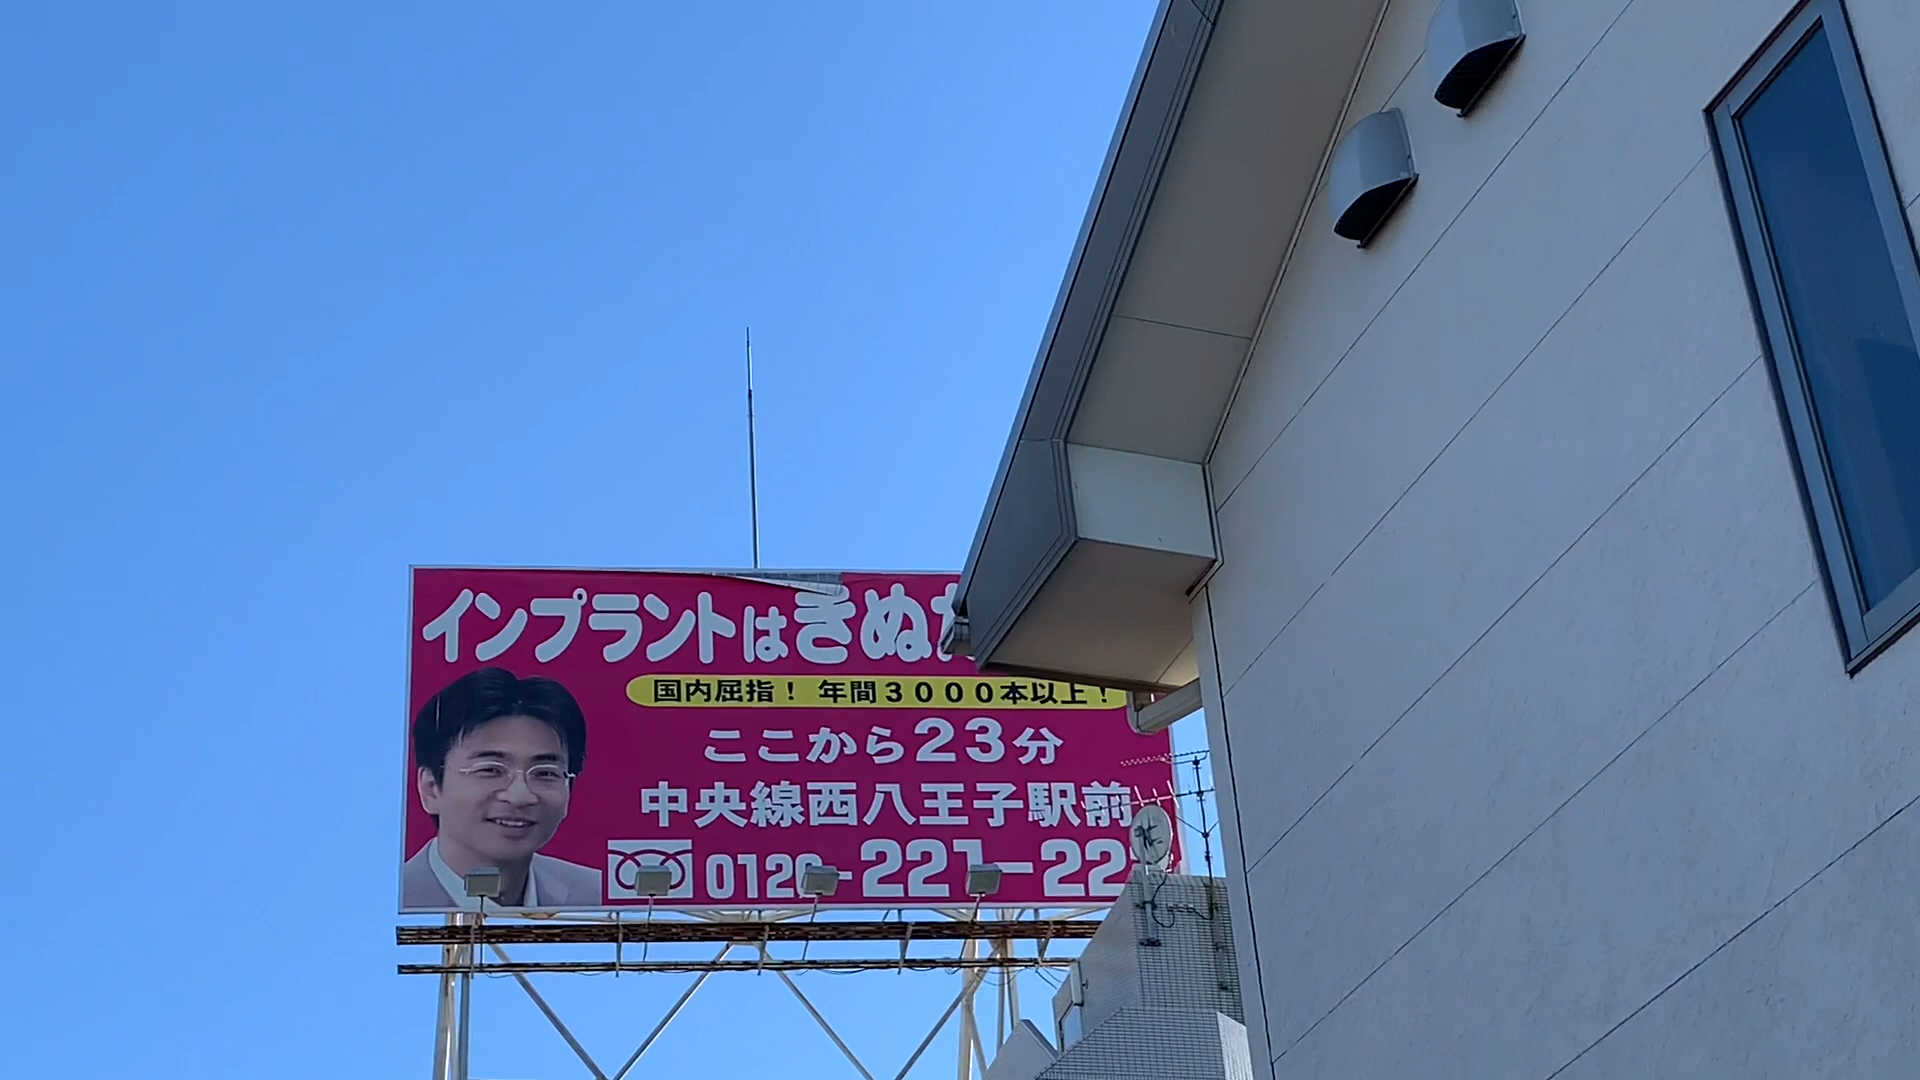 インプラントはきぬ
国内屈指！ 年間3000本以上！
ここから23分
中央線西八王子駅前
0120-221-22